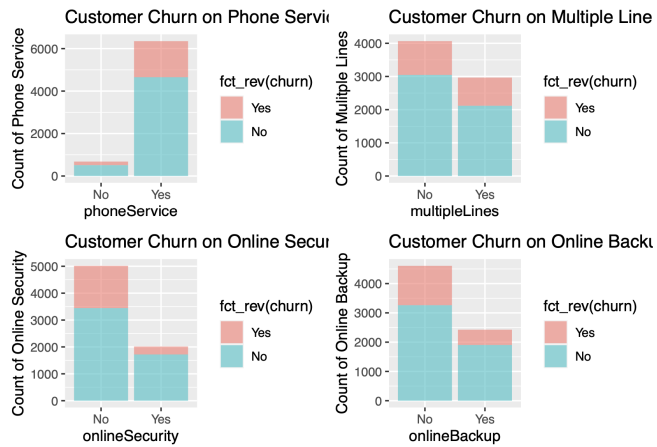 Customer Churn on Phone Servic
Count of Phone Service
6000
4000
2000
0
No Yes
phoneService
fct_rev(churn)
Yes
No
Customer Churn on Multiple Line
Count of Mulitple Lines
4000
3000
2000
1000
0
No Yes
multipleLines
fct_rev(churn)
Yes
No
Customer Churn on Online Secur
Count of Online Security
5000
4000
3000
2000
1000
0
No Yes
onlineSecurity
fct_rev(churn)
Yes
No
Customer Churn on Online Backu
Count of Online Backup
4000
3000
2000
1000
0
No Yes
onlineBackup
fct_rev(churn)
Yes
No